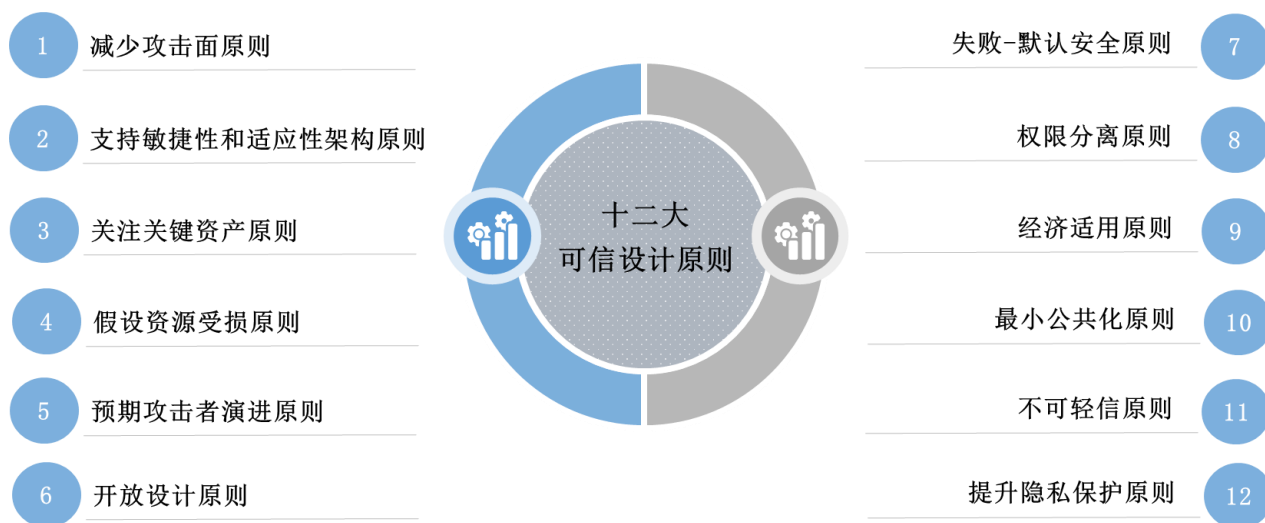 1 减少攻击面原则
2 支持敏捷性和适应性架构原则
3 关注关键资产原则
4 假设资源受损原则
5 预期攻击者演进原则
6 开放设计原则
十二大
可信设计原则
失败-默认安全原则 7
权限分离原则 8
经济适用原则 9
最小公共化原则 10
不可轻信原则 11
提升隐私保护原则 12